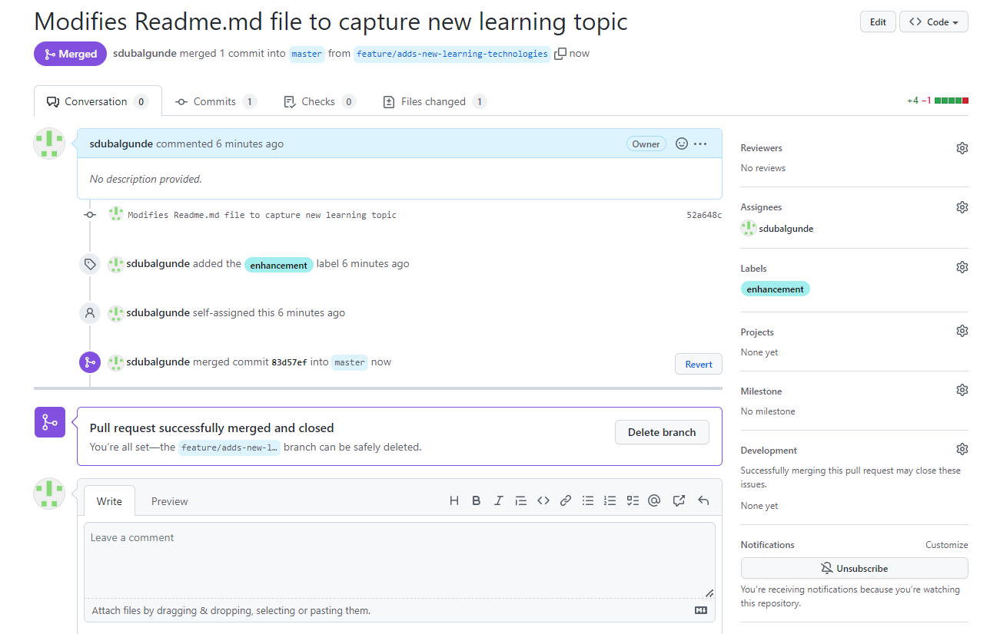 Modifies Readme.md file to capture new learning topic
Edit
Code
Merged
sdubalgunde merged 1 commit into master from feature/adds-new-learning-technologies now
Conversation 0
Commits 1
Checks 0
Files changed 1
+4 −1
sdubalgunde commented 6 minutes ago
Owner
No description provided.
Modifies Readme.md file to capture new learning topic
52a648c
sdubalgunde added the enhancement label 6 minutes ago
sdubalgunde self-assigned this 6 minutes ago
sdubalgunde merged commit 83d57ef into master now
Revert
Pull request successfully merged and closed
You’re all set—the feature/adds-new-l… branch can be safely deleted.
Delete branch
Write
Preview
H B I
Leave a comment
Attach files by dragging & dropping, selecting or pasting them.
Reviewers
No reviews
Assignees
sdubalgunde
Labels
enhancement
Projects
None yet
Milestone
No milestone
Development
Successfully merging this pull request may close these
issues.
None yet
Notifications
Customize
Unsubscribe
You’re receiving notifications because you’re watching
this repository.